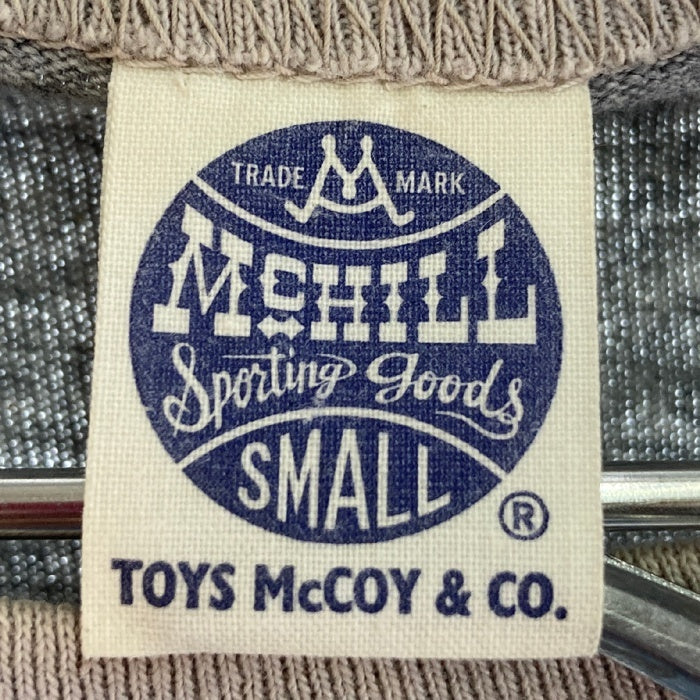 TRADE M MARK
McHILL
Sporting Goods
SMALL
®
TOYS McCOY & CO.